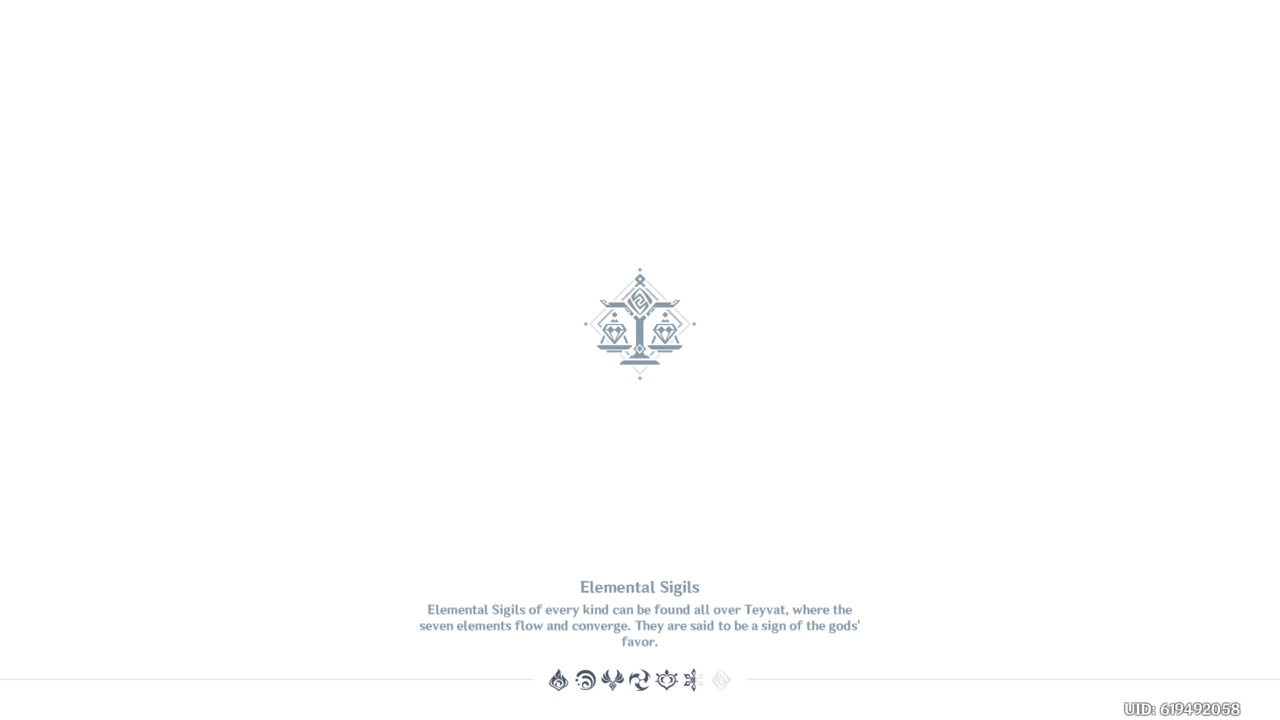 Elemental Sigils
Elemental Sigils of every kind can be found all over Teyvat, where the
seven elements flow and converge. They are said to be a sign of the gods'
favor.
UID: 619492058